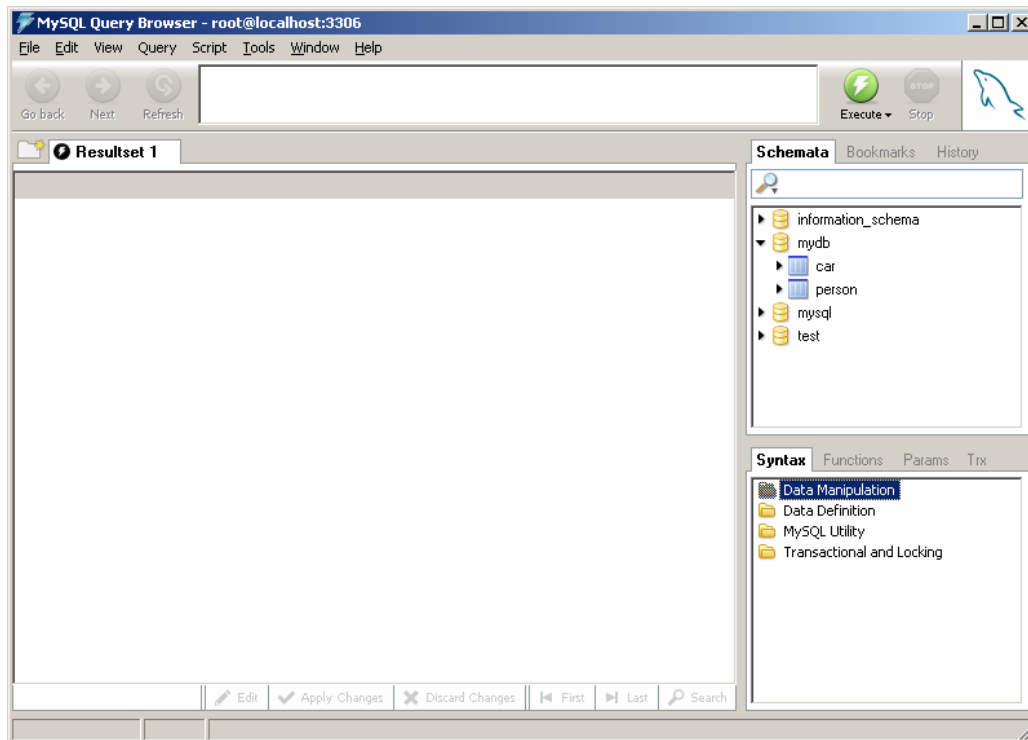 MySQL Query Browser - root@localhost:3306
File Edit View Query Script Tools Window Help
Go back Next Refresh Execute STOP Stop
Resultset 1
Schemata Bookmarks History
information_schema
mydb
car
person
mysql
test
Syntax Functions Params Trx
Data Manipulation
Data Definition
MySQL Utility
Transactional and Locking
Edit Apply Changes Discard Changes First Last Search